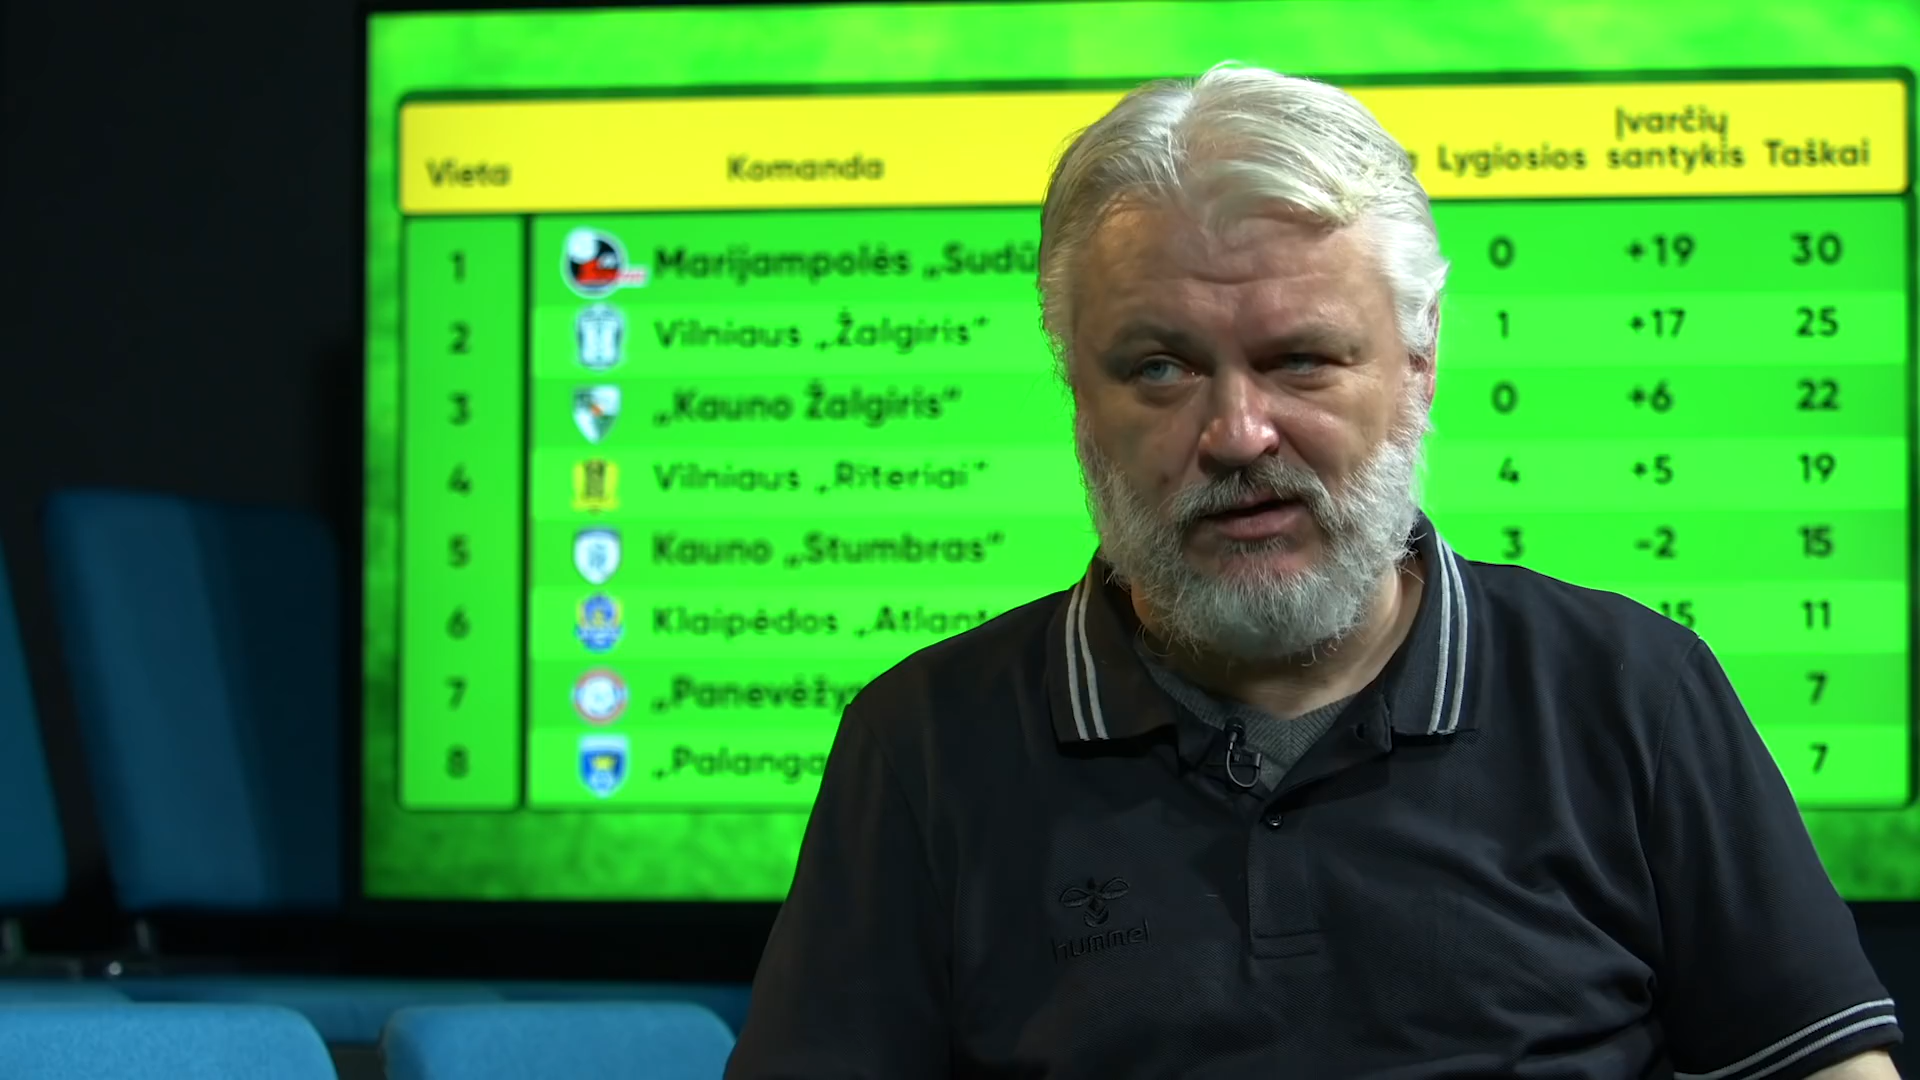 Įvarčių
Vieta Komanda Lygiosios santykis Taškai
1 Marijampolės „Sudū 0 +19 30
2 Vilniaus „Žalgiris“ 1 +17 25
3 „Kauno Žalgiris“ 0 +6 22
4 Vilniaus „Riteriai“ 4 +5 19
5 Kauno „Stumbras“ 3 -2 15
6 Klaipėdos „Atlant 15 11
7 „Panevėžy 7
8 „Palanga 7
hummel